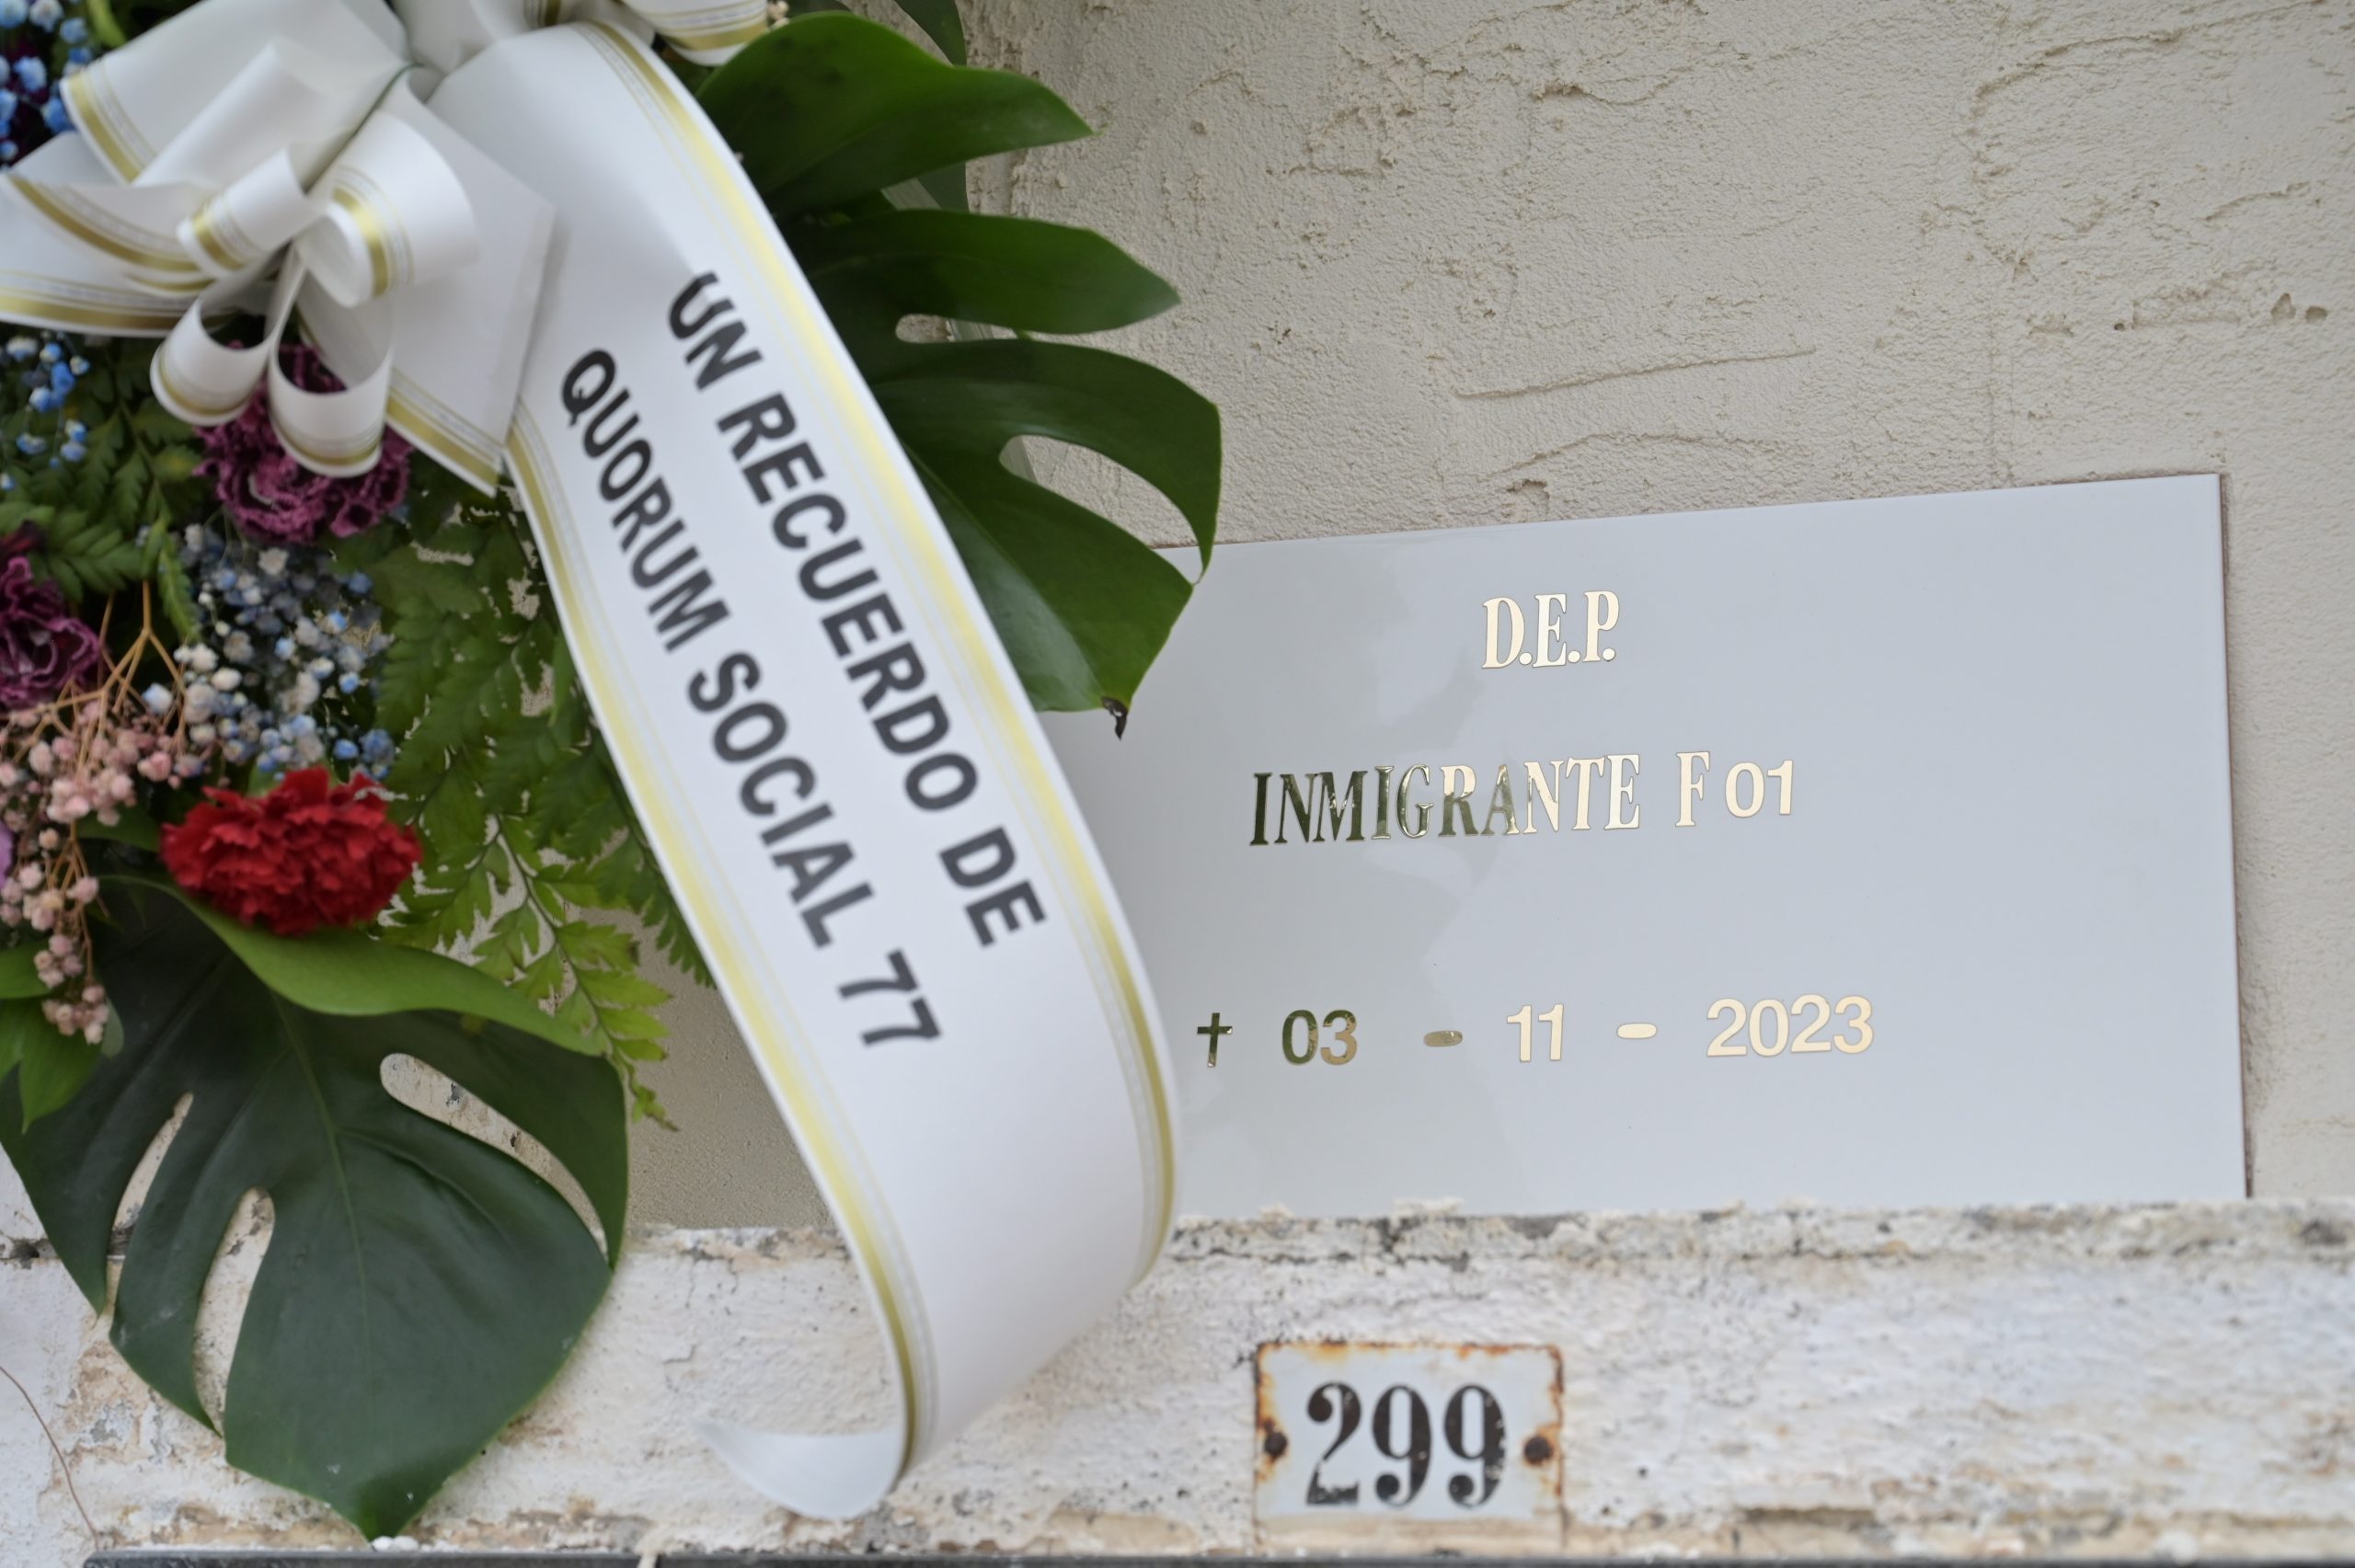 UN RECUERDO DE
QUORUM SOCIAL 77
D.E.P.
INMIGRANTE F 01
✝ 03 - 11 - 2023
299